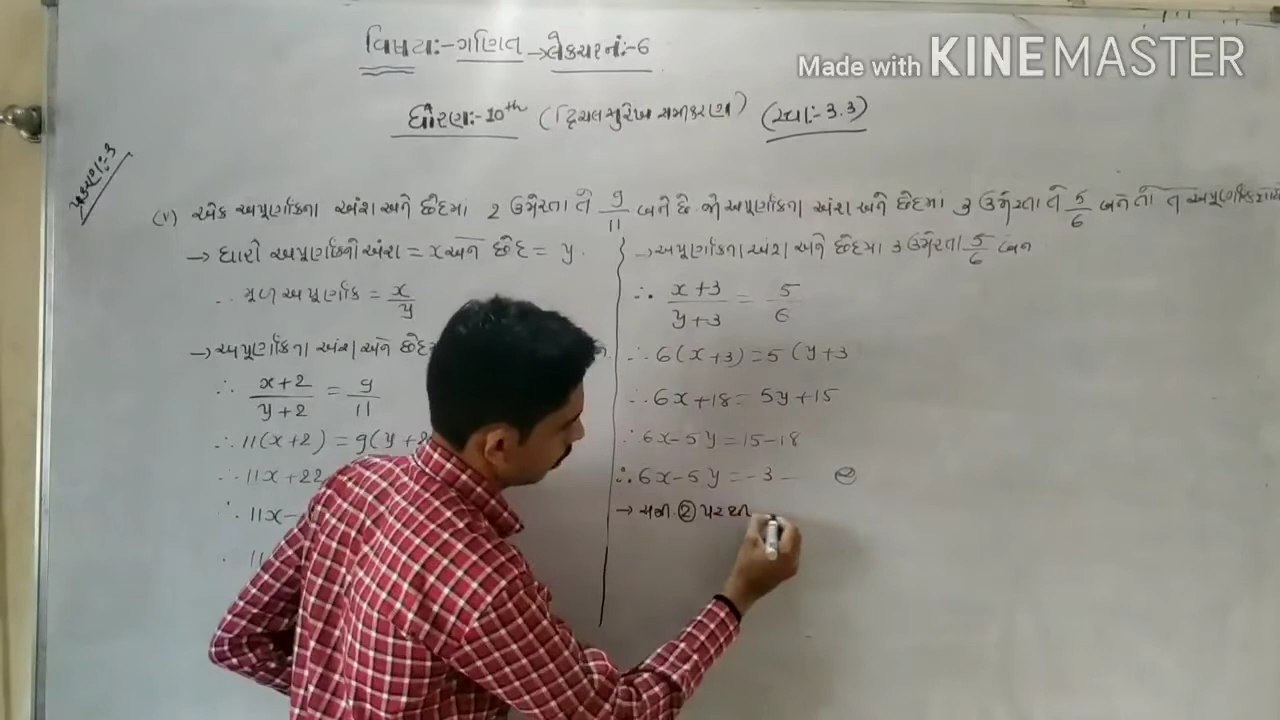 વિષય:- ગણિત → લેકચર નં:- 6
Made with KINEMASTER
ધોરણ:- 10th (દ્વિચલ સુરેખ સમીકરણ) (સ્વા:- 3.3)
પ્રકરણ:- 3
(v) એક અપૂર્ણાંકના અંશ અને છેદમાં 2 ઉમેરતા તે 9/11 બને છે જો અપૂર્ણાંકના અંશ અને છેદમાં 3 ઉમેરતા તે 5/6 બને તો તે
→ ધારો અપૂર્ણાંકનો અંશ = x અને છેદ = y.
∴ મૂળ અપૂર્ણાંક = x/y
→ અપૂર્ણાંકના અંશ અને છેદ
∴ x+2/y+2 = 9/11
∴ 11(x+2) = 9(y+2
∴ 11x+22
∴ 11x-
∴ 11
→ અપૂર્ણાંકના અંશ અને છેદમાં 3 ઉમેરતા 5/6 બને
∴ x+3/y+3 = 5/6
∴ 6(x+3) = 5(y+3
∴ 6x+18 = 5y+15
∴ 6x-5y = 15-18
∴ 6x-5y = -3 — ②
→ સમી ② પરથી